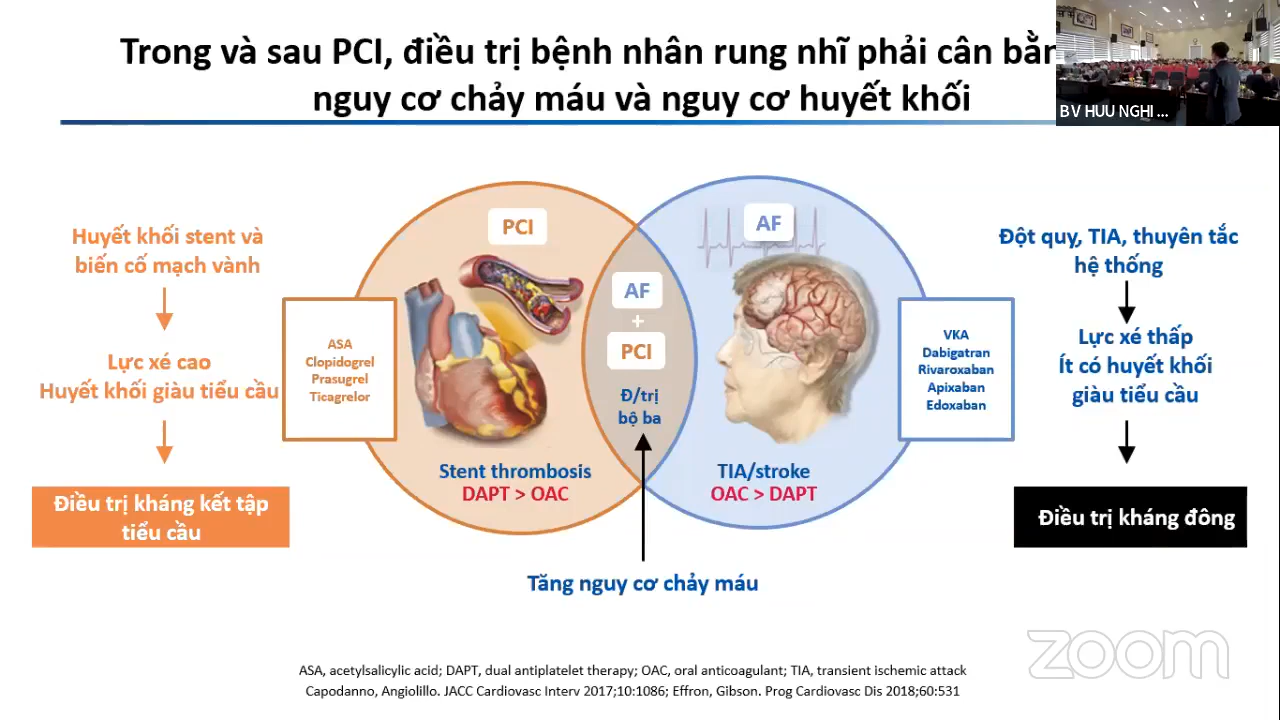 Trong và sau PCI, điều trị bệnh nhân rung nhĩ phải cân bằn
nguy cơ chảy máu và nguy cơ huyết khối
BV HUU NGHI ...
Huyết khối stent và
biến cố mạch vành
Lực xé cao
Huyết khối giàu tiểu cầu
Điều trị kháng kết tập
tiểu cầu
ASA
Clopidogrel
Prasugrel
Ticagrelor
PCI
Stent thrombosis
DAPT > OAC
AF
+
PCI
Đ/trị
bộ ba
Tăng nguy cơ chảy máu
AF
TIA/stroke
OAC > DAPT
VKA
Dabigatran
Rivaroxaban
Apixaban
Edoxaban
Đột quy, TIA, thuyên tắc
hệ thống
Lực xé thấp
Ít có huyết khối
giàu tiểu cầu
Điều trị kháng đông
ASA, acetylsalicylic acid; DAPT, dual antiplatelet therapy; OAC, oral anticoagulant; TIA, transient ischemic attack
Capodanno, Angiolillo. JACC Cardiovasc Interv 2017;10:1086; Effron, Gibson. Prog Cardiovasc Dis 2018;60:531
zoom